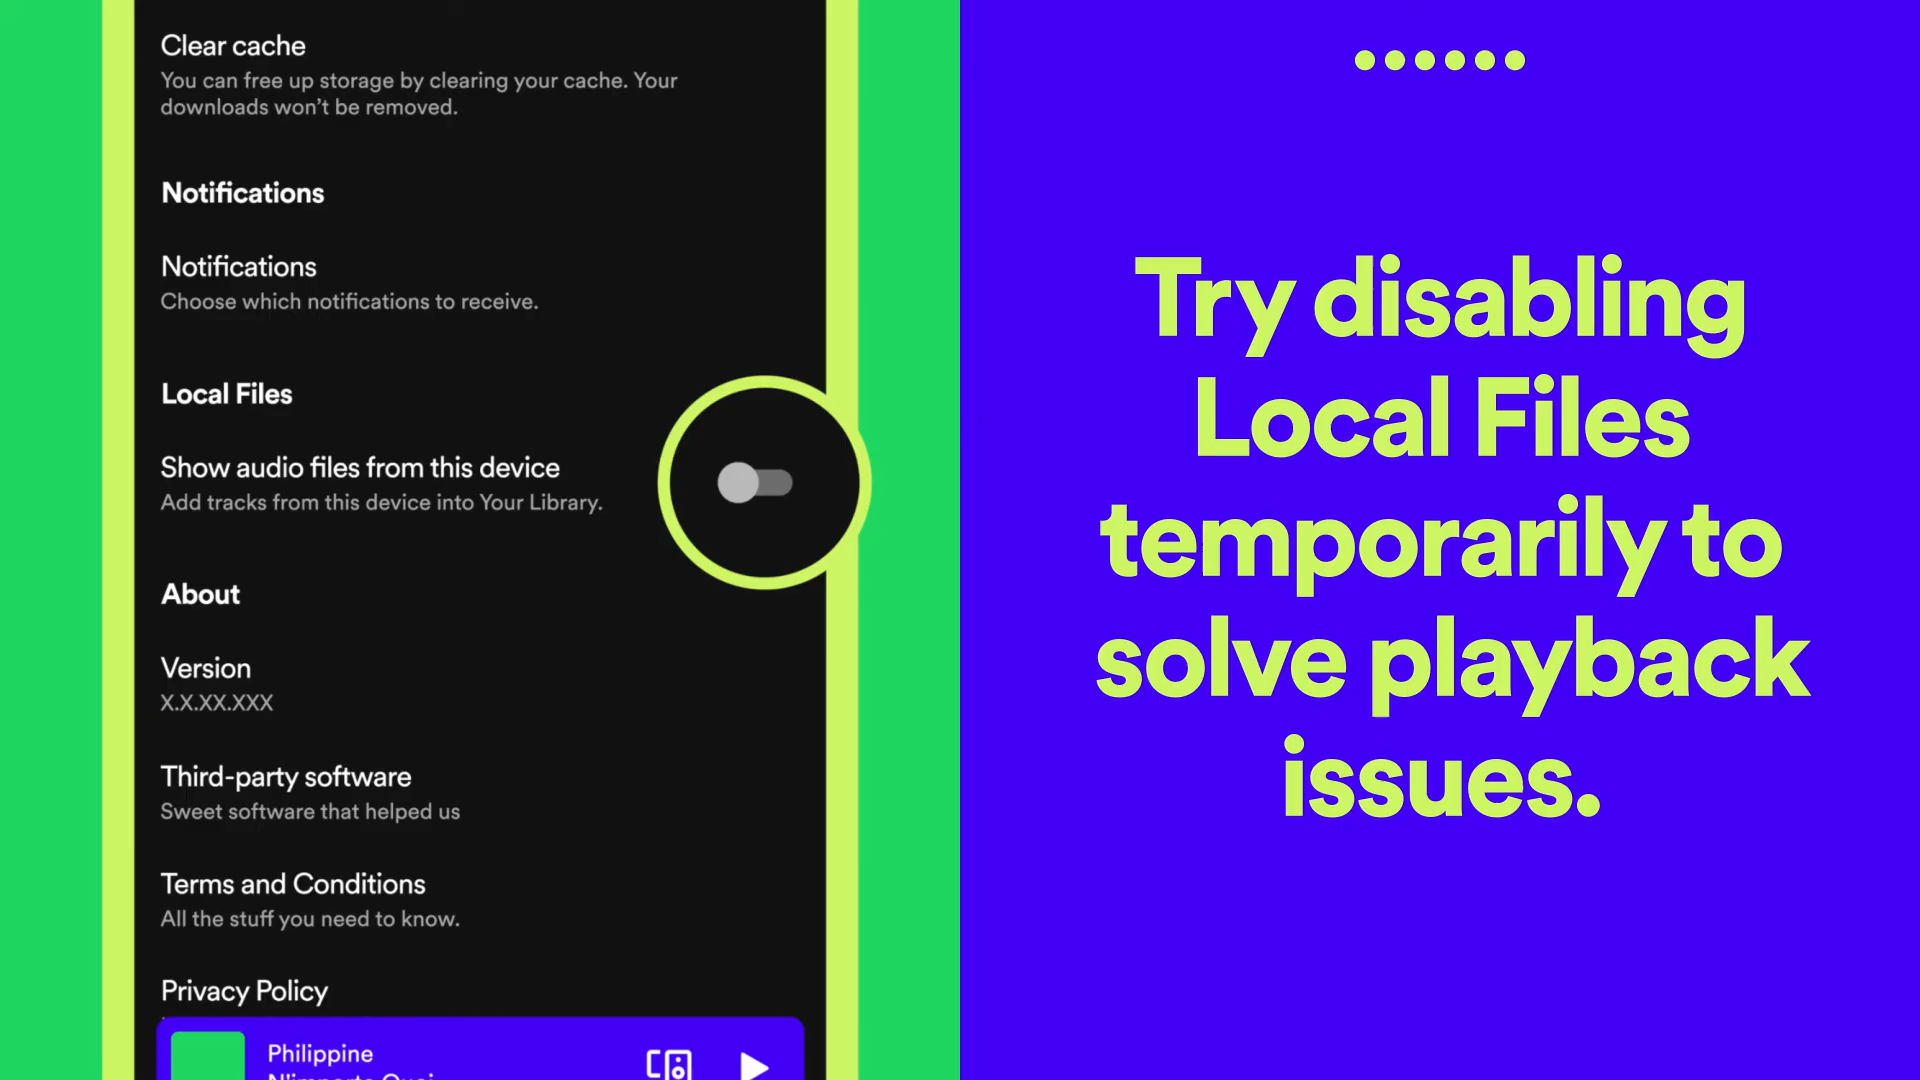 Clear cache
You can free up storage by clearing your cache. Your
downloads won’t be removed.
Notifications
Notifications
Choose which notifications to receive.
Local Files
Show audio files from this device
Add tracks from this device into Your Library.
About
Version
X.X.XX.XXX
Third-party software
Sweet software that helped us
Terms and Conditions
All the stuff you need to know.
Privacy Policy
Philippine
Try disabling
Local Files
temporarily to
solve playback
issues.